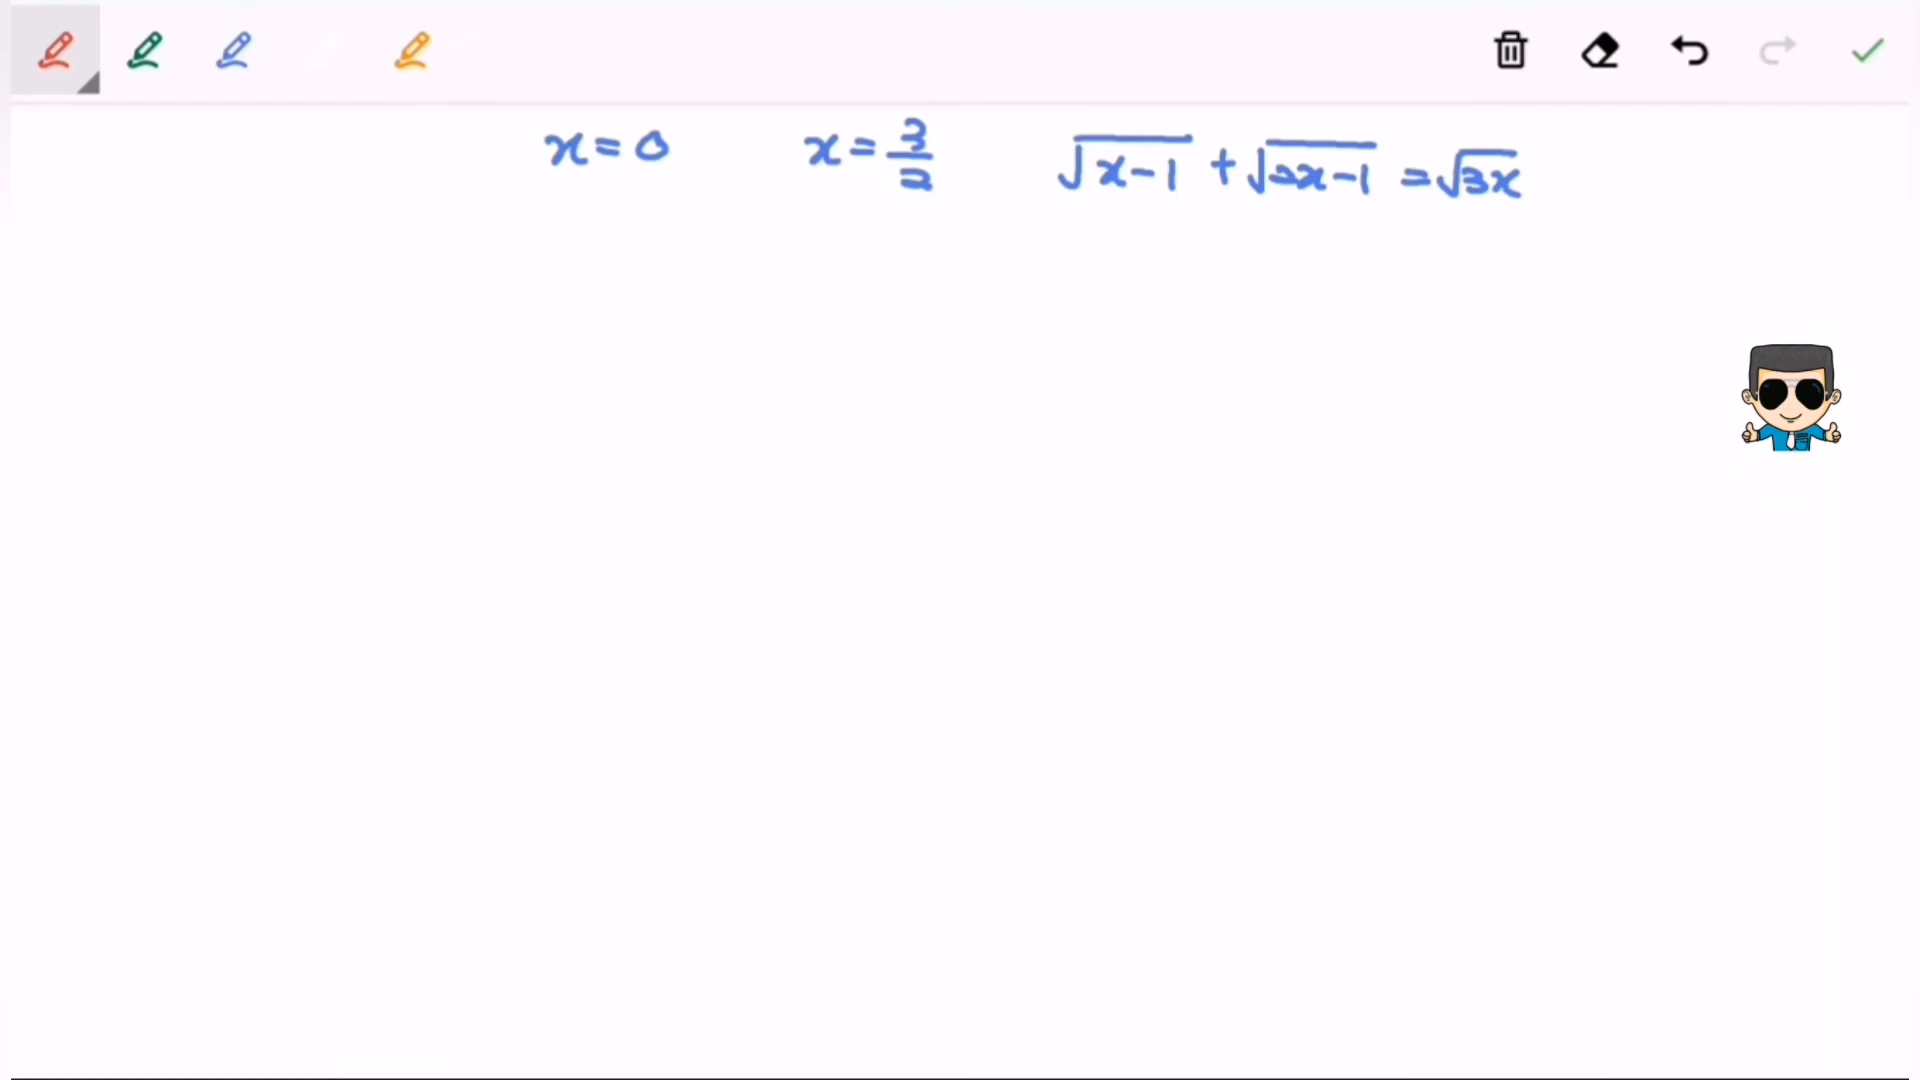 x = 0 x = 3/2 √(x-1) + √(2x-1) = √(3x)